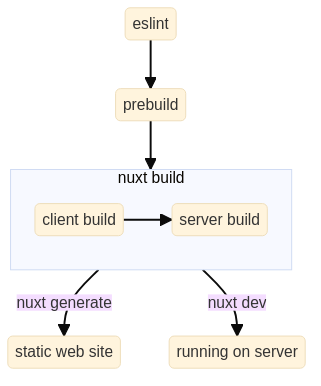 eslint
prebuild
nuxt build
client build
server build
nuxt generate
nuxt dev
static web site
running on server